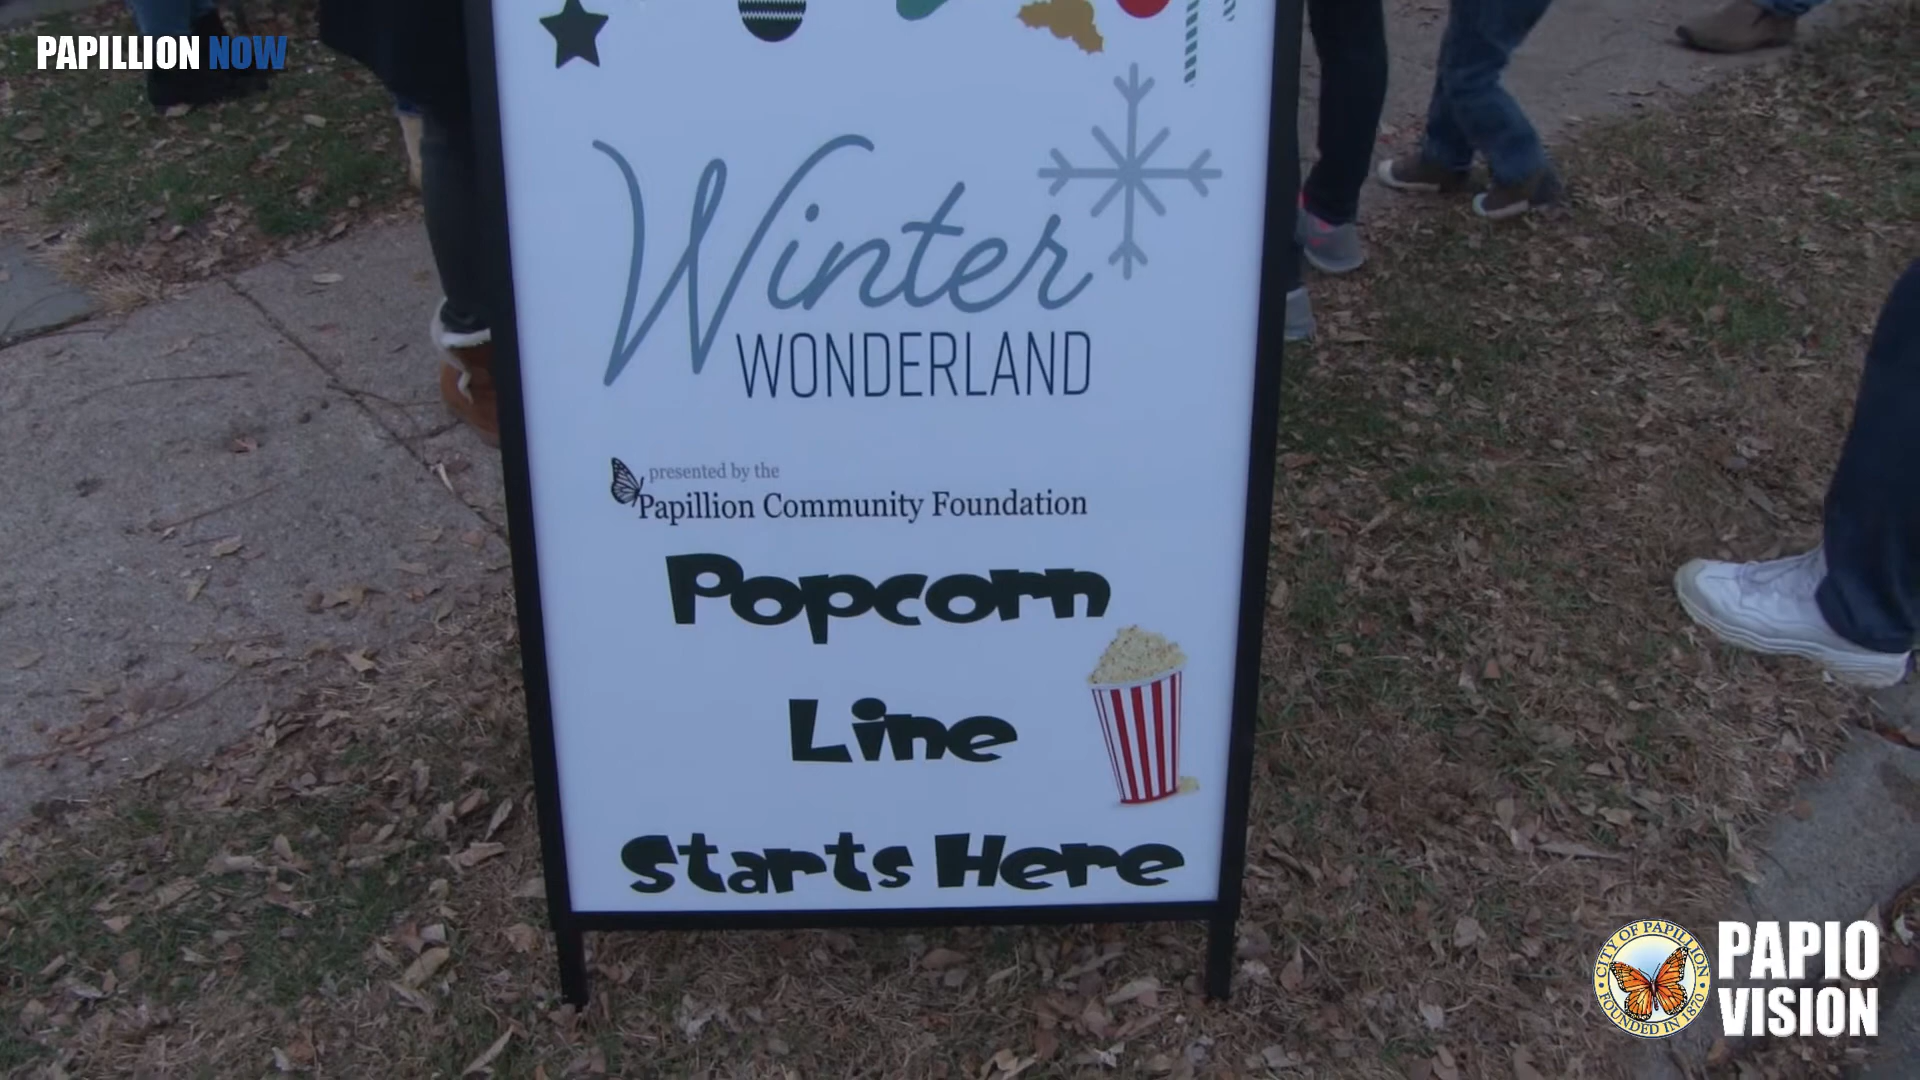 PAPILLION NOW
Winter
WONDERLAND
presented by the
Papillion Community Foundation
Popcorn
Line
Starts Here
CITY OF PAPILLION
FOUNDED IN 1870
PAPIO
VISION